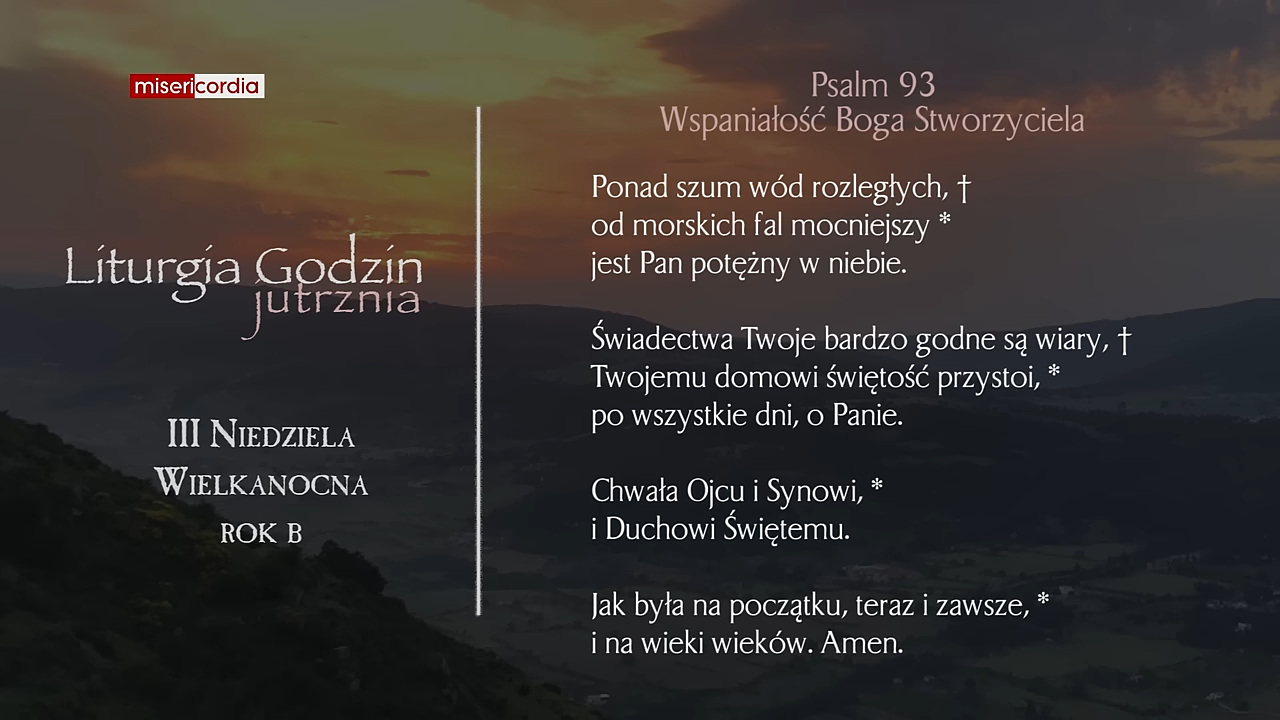 misericordia
Liturgia Godzin
jutrznia
III Niedziela
Wielkanocna
rok B
Psalm 93
Wspaniałość Boga Stworzyciela
Ponad szum wód rozległych, †
od morskich fal mocniejszy *
jest Pan potężny w niebie.
Świadectwa Twoje bardzo godne są wiary, †
Twojemu domowi świętość przystoi, *
po wszystkie dni, o Panie.
Chwała Ojcu i Synowi, *
i Duchowi Świętemu.
Jak była na początku, teraz i zawsze, *
i na wieki wieków. Amen.